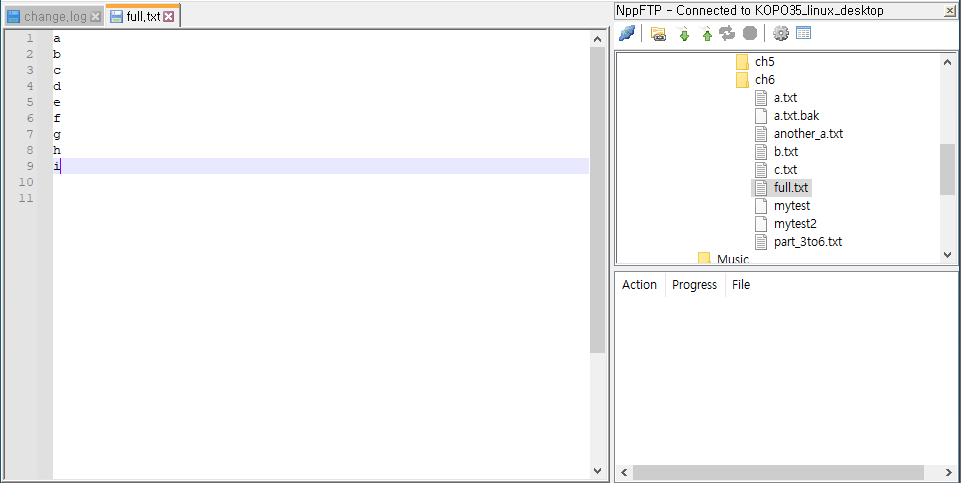 change.log
full.txt
1 a
2 b
3 c
4 d
5 e
6 f
7 g
8 h
9 i
10
11
NppFTP - Connected to KOPO35_linux_desktop
ch5
ch6
a.txt
a.txt.bak
another_a.txt
b.txt
c.txt
full.txt
mytest
mytest2
part_3to6.txt
Music
Action Progress File